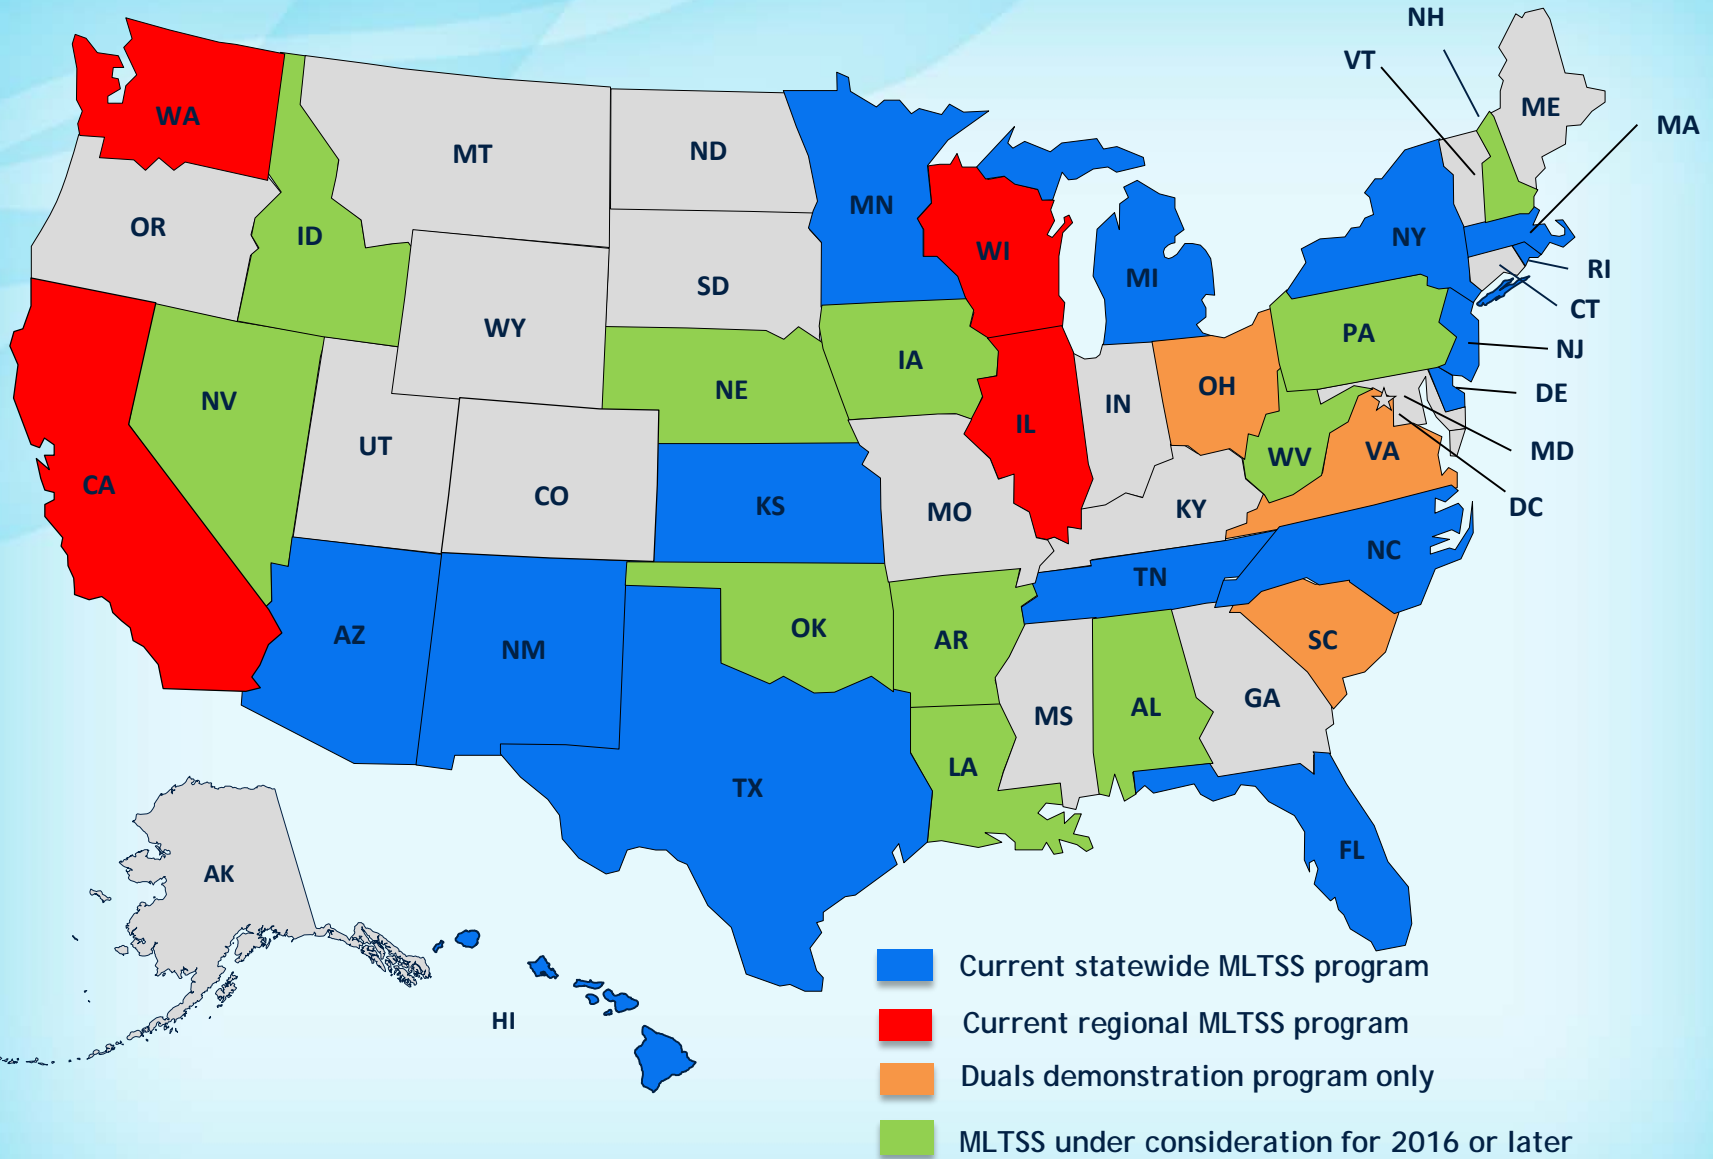 NH
VT
ME
MA
WA
MT
ND
MN
OR
ID
SD
WI
MI
NY
RI
CT
WY
PA
NJ
IA
NE
NV
OH
DE
IN
IL
UT
CA
CO
KS
MO
KY
WV
VA
MD
DC
NC
TN
AZ
NM
OK
AR
SC
MS
AL
GA
LA
TX
FL
AK
HI
Current statewide MLTSS program
Current regional MLTSS program
Duals demonstration program only
MLTSS under consideration for 2016 or later